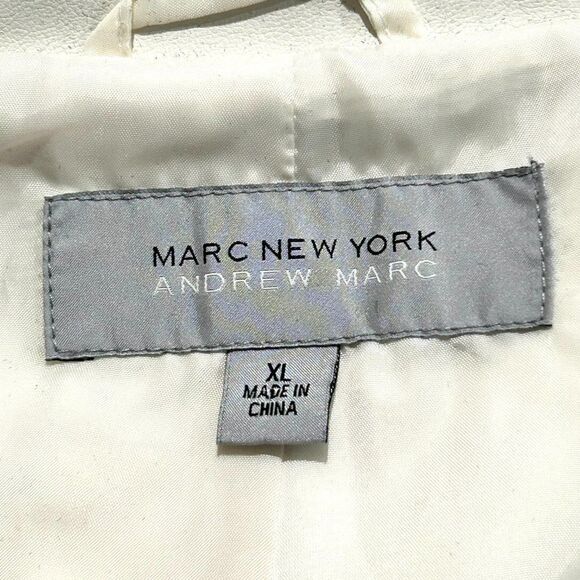 MARC NEW YORK
ANDREW MARC
XL
MADE IN
CHINA